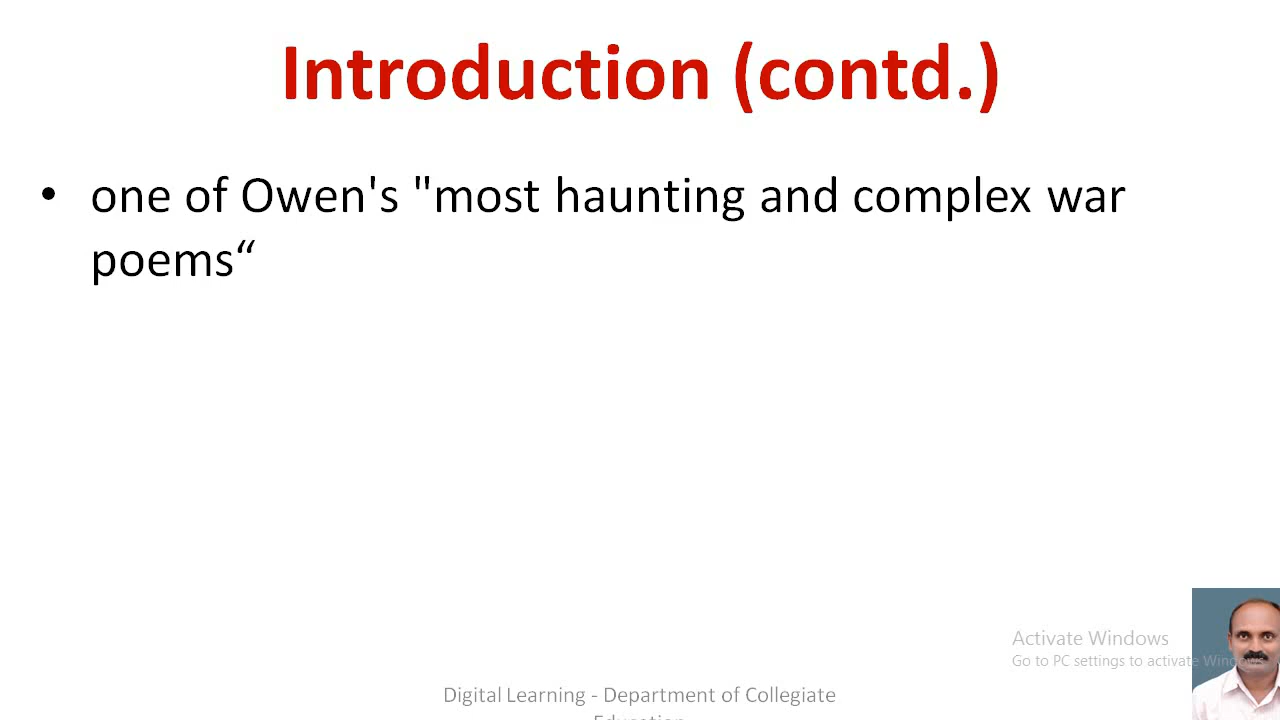 Introduction (contd.)
• one of Owen's "most haunting and complex war
poems“
Activate Windows
Go to PC settings to activate Windows.
Digital Learning - Department of Collegiate
Education